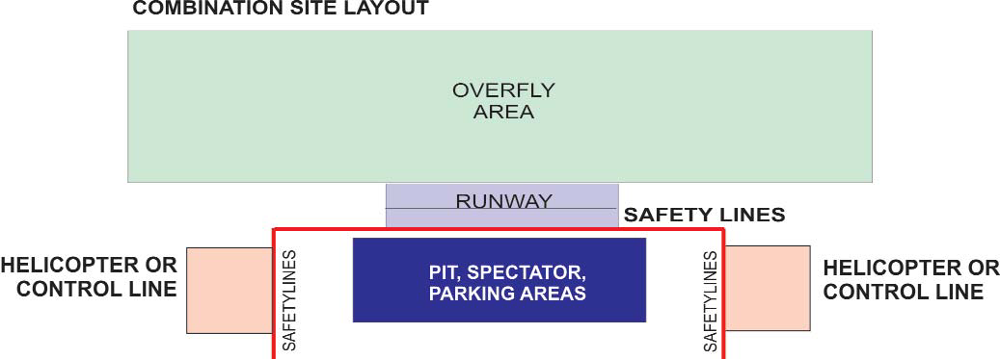 COMBINATION SITE LAYOUT
OVERFLY
AREA
RUNWAY
SAFETY LINES
HELICOPTER OR
CONTROL LINE
SAFETYLINES
PIT, SPECTATOR,
PARKING AREAS
SAFETYLINES
HELICOPTER OR
CONTROL LINE